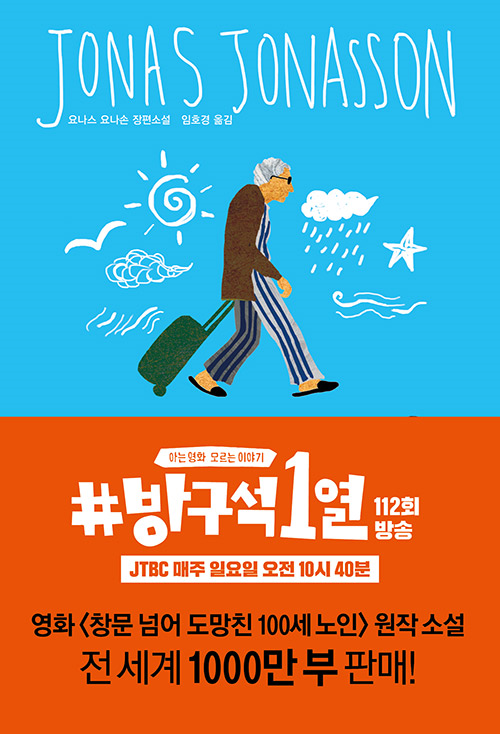 JONAS JONASSON
요나스 요나손 장편소설 임호경 옮김
아는 영화 모르는 이야기
#방구석1열 112회 방송
JTBC 매주 일요일 오전 10시 40분
영화 〈창문 넘어 도망친 100세 노인〉 원작 소설
전 세계 1000만 부 판매!